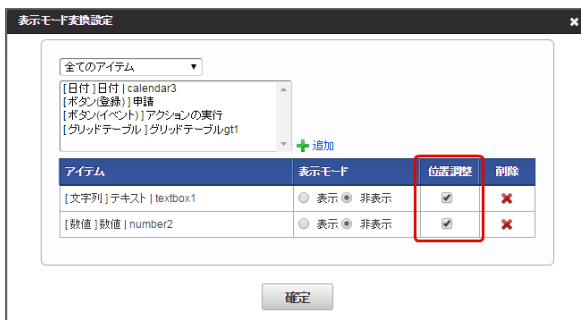 表示モード変換設定
全てのアイテム
[日付]日付 | calendar3
[ボタン(登録)]申請
[ボタン(イベント)]アクションの実行
[グリッドテーブル]グリッドテーブルgt1
追加
アイテム 表示モード 位置調整 削除
[文字列]テキスト | textbox1 表示 非表示
[数値]数値 | number2 表示 非表示
確定